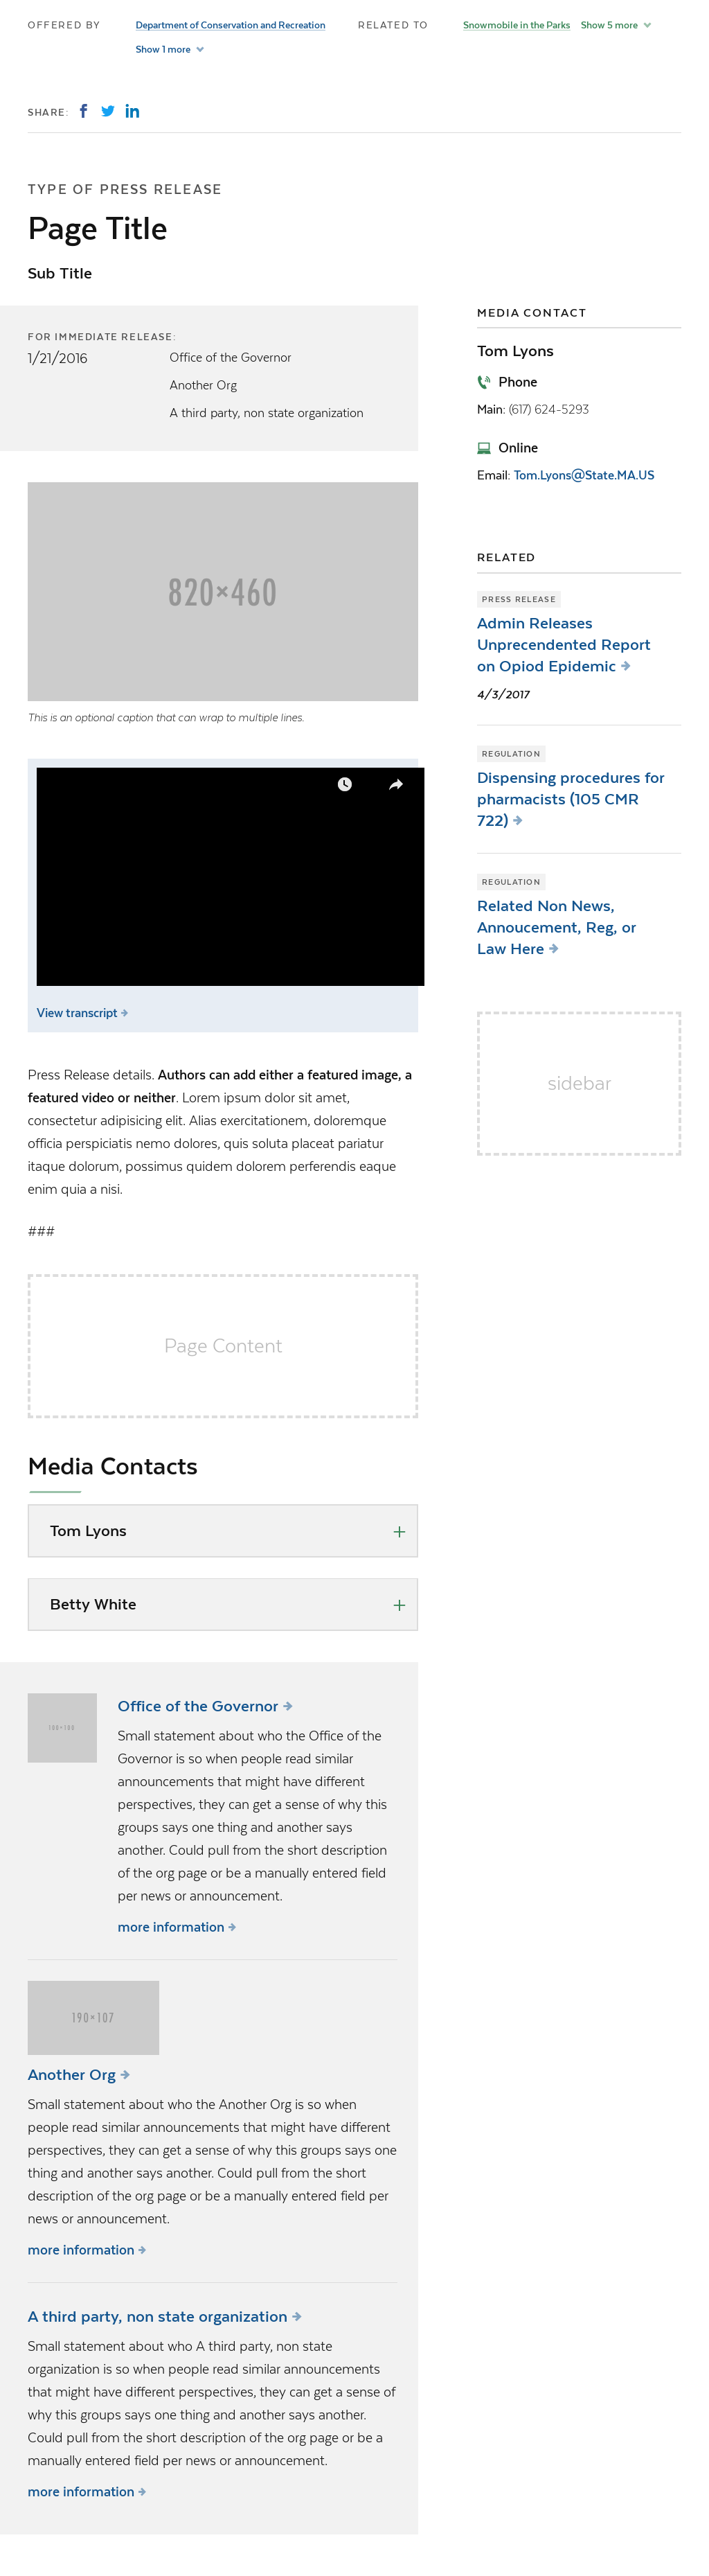 OFFERED BY
Department of Conservation and Recreation
Show 1 more
RELATED TO
Snowmobile in the Parks
Show 5 more
SHARE:
TYPE OF PRESS RELEASE
Page Title
Sub Title
FOR IMMEDIATE RELEASE:
1/21/2016
Office of the Governor
Another Org
A third party, non state organization
820×460
This is an optional caption that can wrap to multiple lines.
View transcript
Press Release details. Authors can add either a featured image, a
featured video or neither. Lorem ipsum dolor sit amet,
consectetur adipisicing elit. Alias exercitationem, doloremque
officia perspiciatis nemo dolores, quis soluta placeat pariatur
itaque dolorum, possimus quidem dolorem perferendis eaque
enim quia a nisi.
###
Page Content
Media Contacts
Tom Lyons
Betty White
100×100
Office of the Governor
Small statement about who the Office of the
Governor is so when people read similar
announcements that might have different
perspectives, they can get a sense of why this
groups says one thing and another says
another. Could pull from the short description
of the org page or be a manually entered field
per news or announcement.
more information
190×107
Another Org
Small statement about who the Another Org is so when
people read similar announcements that might have different
perspectives, they can get a sense of why this groups says one
thing and another says another. Could pull from the short
description of the org page or be a manually entered field per
news or announcement.
more information
A third party, non state organization
Small statement about who A third party, non state
organization is so when people read similar announcements
that might have different perspectives, they can get a sense of
why this groups says one thing and another says another.
Could pull from the short description of the org page or be a
manually entered field per news or announcement.
more information
MEDIA CONTACT
Tom Lyons
Phone
Main: (617) 624-5293
Online
Email: Tom.Lyons@State.MA.US
RELATED
PRESS RELEASE
Admin Releases
Unprecendented Report
on Opiod Epidemic
4/3/2017
REGULATION
Dispensing procedures for
pharmacists (105 CMR
722)
REGULATION
Related Non News,
Annoucement, Reg, or
Law Here
sidebar